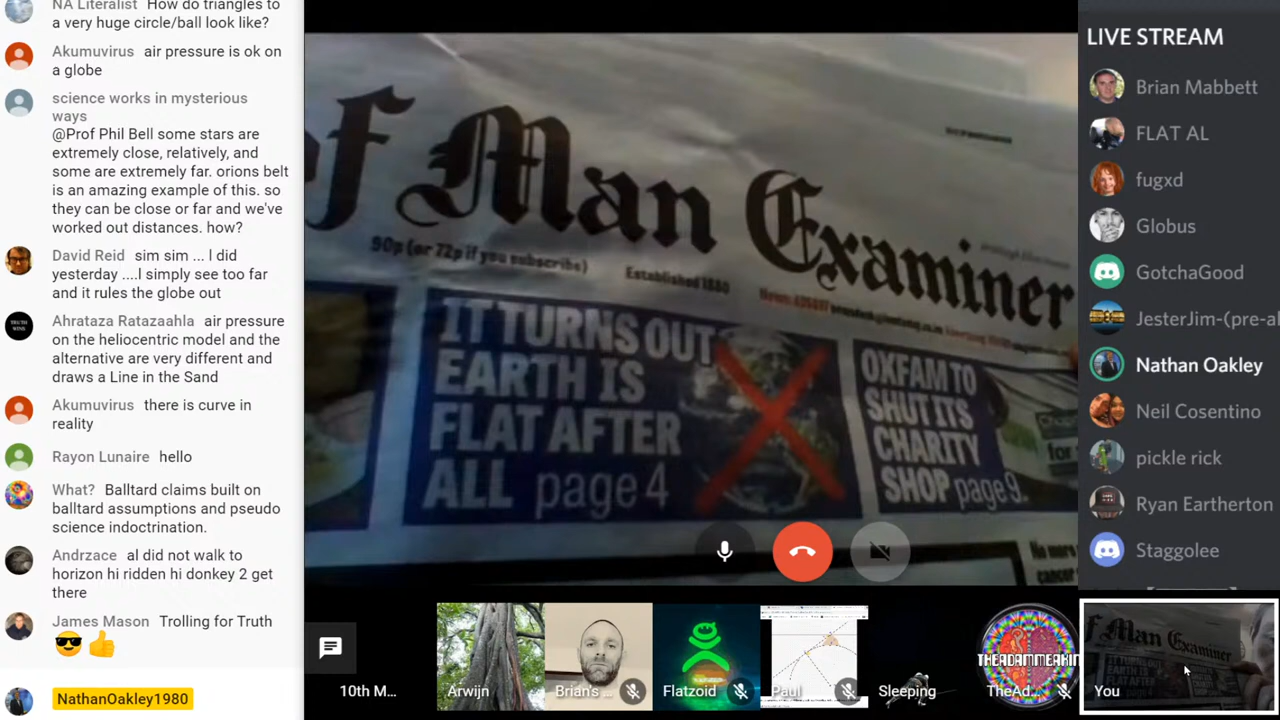 NA Literalist How do triangles to
a very huge circle/ball look like?
Akumuvirus air pressure is ok on
a globe
science works in mysterious
ways
@Prof Phil Bell some stars are
extremely close, relatively, and
some are extremely far. orions belt
is an amazing example of this. so
they can be close or far and we've
worked out distances. how?
David Reid sim sim ... I did
yesterday ....I simply see too far
and it rules the globe out
Ahrataza Ratazaahla air pressure
on the heliocentric model and the
alternative are very different and
draws a Line in the Sand
Akumuvirus there is curve in
reality
Rayon Lunaire hello
What? Balltard claims built on
balltard assumptions and pseudo
science indoctrination.
Andrzace al did not walk to
horizon hi ridden hi donkey 2 get
there
James Mason Trolling for Truth
NathanOakley1980
f Man Examiner
90p (or 72p if you subscribes)
Established 1880
IT TURNS OUT
EARTH IS
FLAT AFTER
ALL page 4
OXFAM TO
SHUT ITS
CHARITY
SHOP page 9
No more
cancer
10th M...
Arwijn
Brian's ...
Flatzoid
Paul
Sleeping
THEADAMMEAKIN
TheAd...
You
LIVE STREAM
Brian Mabbett
FLAT AL
fugxd
Globus
GotchaGood
JesterJim-(pre-al
Nathan Oakley
Neil Cosentino
pickle rick
Ryan Eartherton
Staggolee